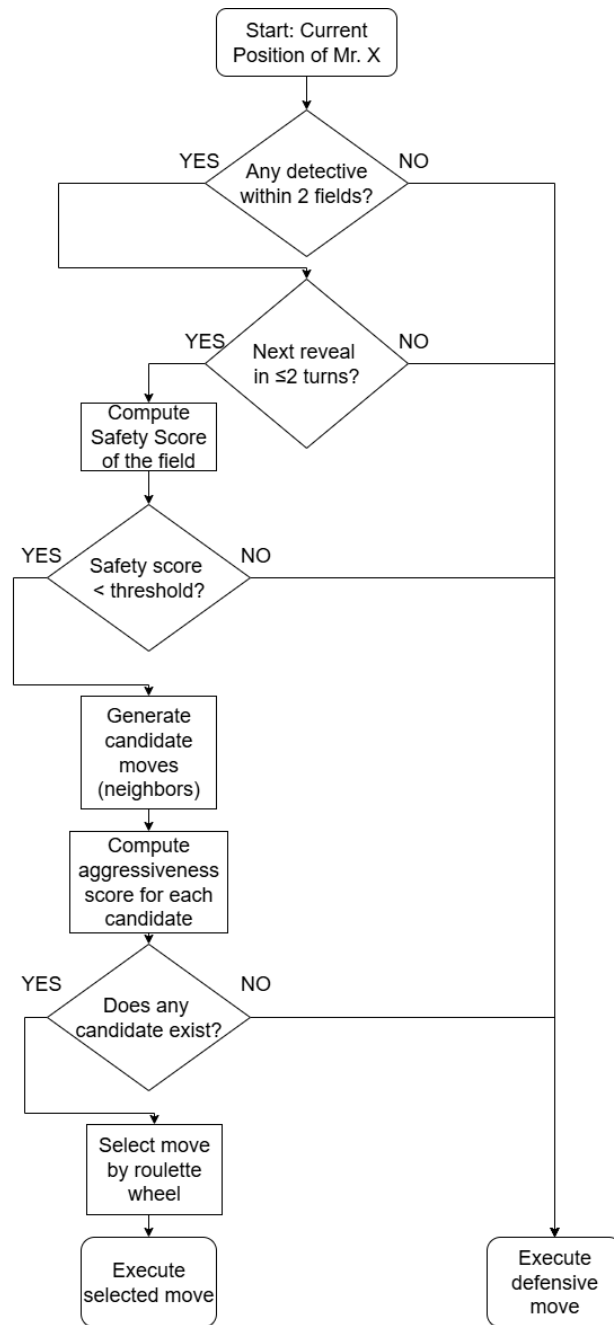 Start: Current
Position of Mr. X
YES
NO
Any detective
within 2 fields?
YES
NO
Next reveal
in ≤2 turns?
Compute
Safety Score
of the field
YES
NO
Safety score
< threshold?
Generate
candidate
moves
(neighbors)
Compute
aggressiveness
score for each
candidate
YES
NO
Does any
candidate exist?
Select move
by roulette
wheel
Execute
selected move
Execute
defensive
move